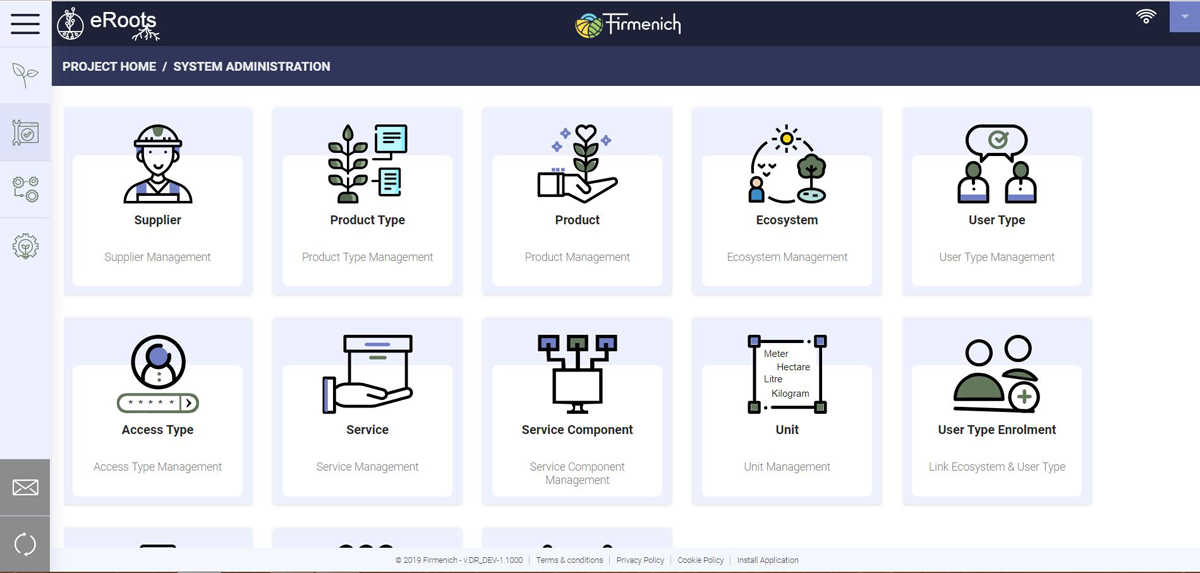 eRoots
Firmenich
PROJECT HOME / SYSTEM ADMINISTRATION
Supplier
Supplier Management
Product Type
Product Type Management
Product
Product Management
Ecosystem
Ecosystem Management
User Type
User Type Management
* * * * *
Access Type
Access Type Management
Service
Service Management
Service Component
Service Component
Management
Meter
Hectare
Litre
Kilogram
Unit
Unit Management
User Type Enrolment
Link Ecosystem & User Type
© 2019 Firmenich - v.DR_DEV-1.1000 | Terms & conditions | Privacy Policy | Cookie Policy | Install Application